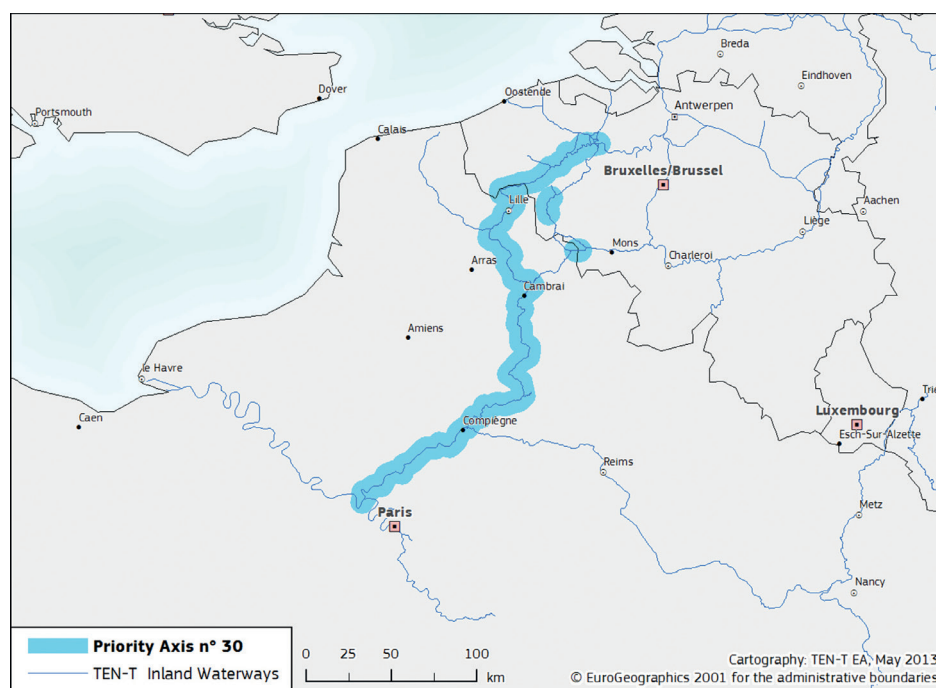 Breda
Eindhoven
Dover
Oostende
Antwerpen
Portsmouth
Calais
Bruxelles/Brussel
Lille
Aachen
Liège
Mons
Charleroi
Arras
Cambrai
Amiens
le Havre
Caen
Compiègne
Luxembourg
Trie
Esch-Sur-Alzette
Reims
Metz
Paris
Nancy
Priority Axis n° 30
TEN-T Inland Waterways
0 25 50 100
km
Cartography: TEN-T EA, May 2013
© EuroGeographics 2001 for the administrative boundaries